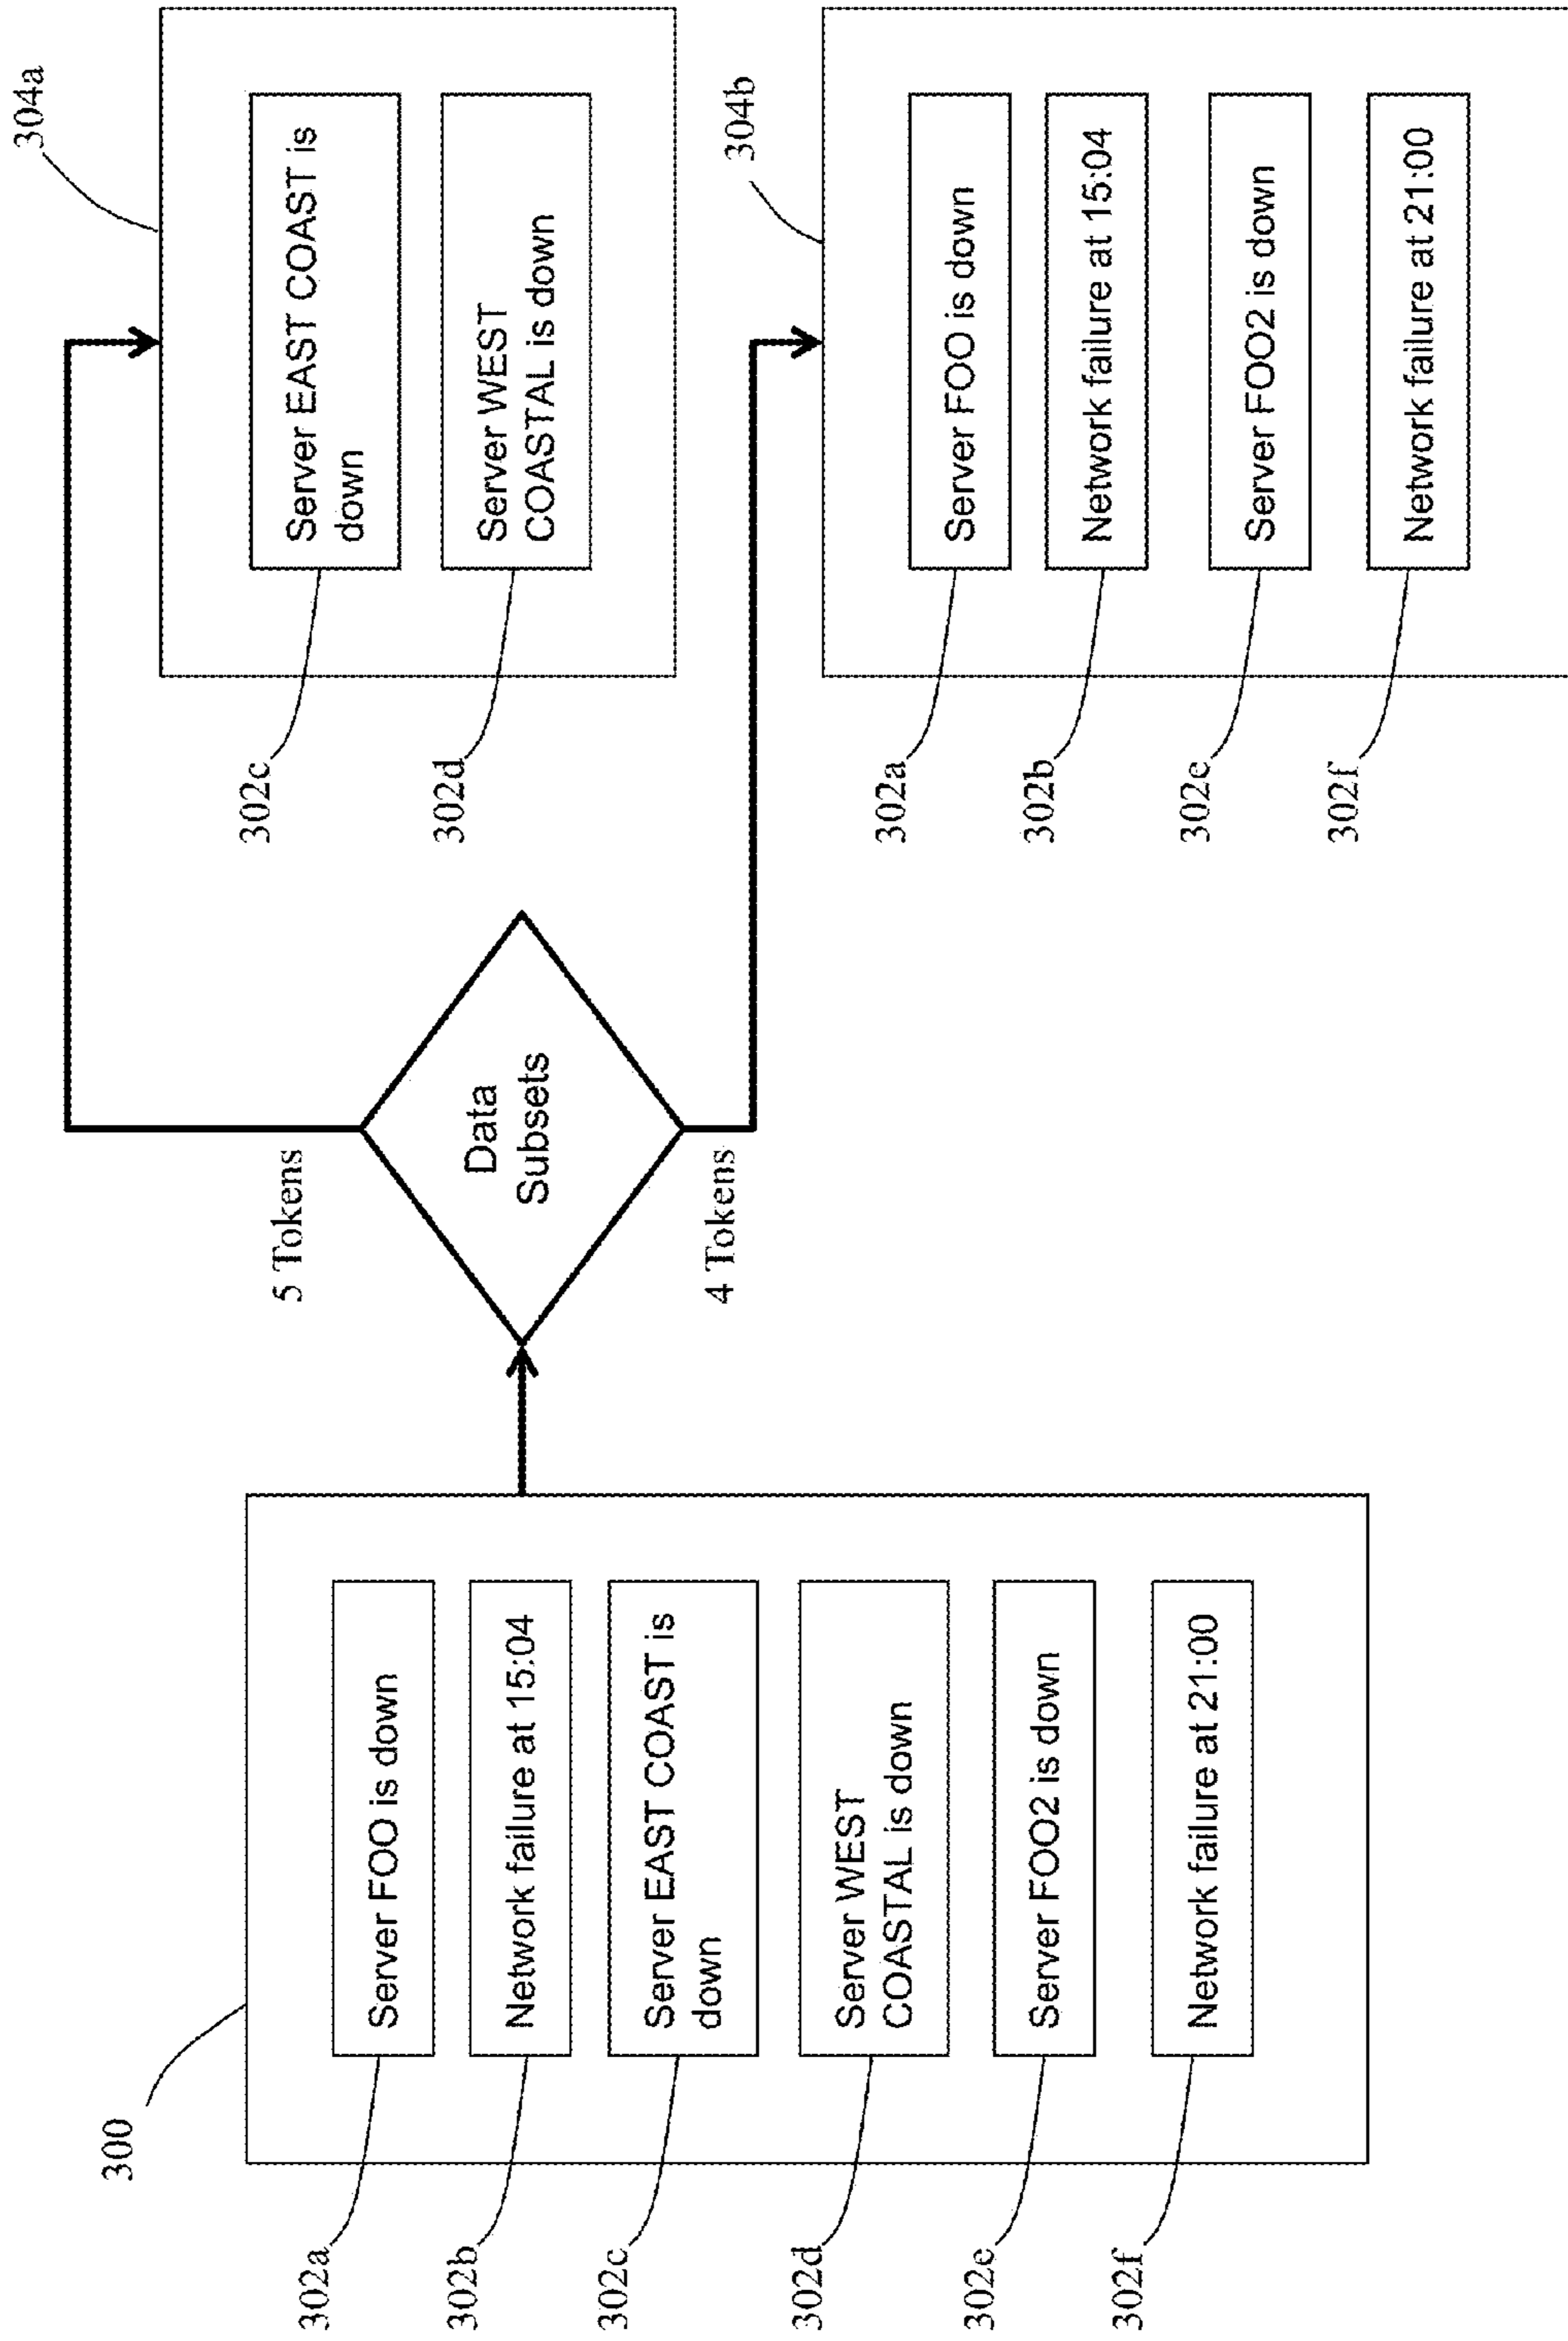 300
302a
Server FOO is down
302b
Network failure at 15:04
302c
Server EAST COAST is
down
302d
Server WEST
COASTAL is down
302e
Server FOO2 is down
302f
Network failure at 21:00
Data
Subsets
5 Tokens
4 Tokens
304a
302c
Server EAST COAST is
down
302d
Server WEST
COASTAL is down
304b
302a
Server FOO is down
302b
Network failure at 15:04
302e
Server FOO2 is down
302f
Network failure at 21:00